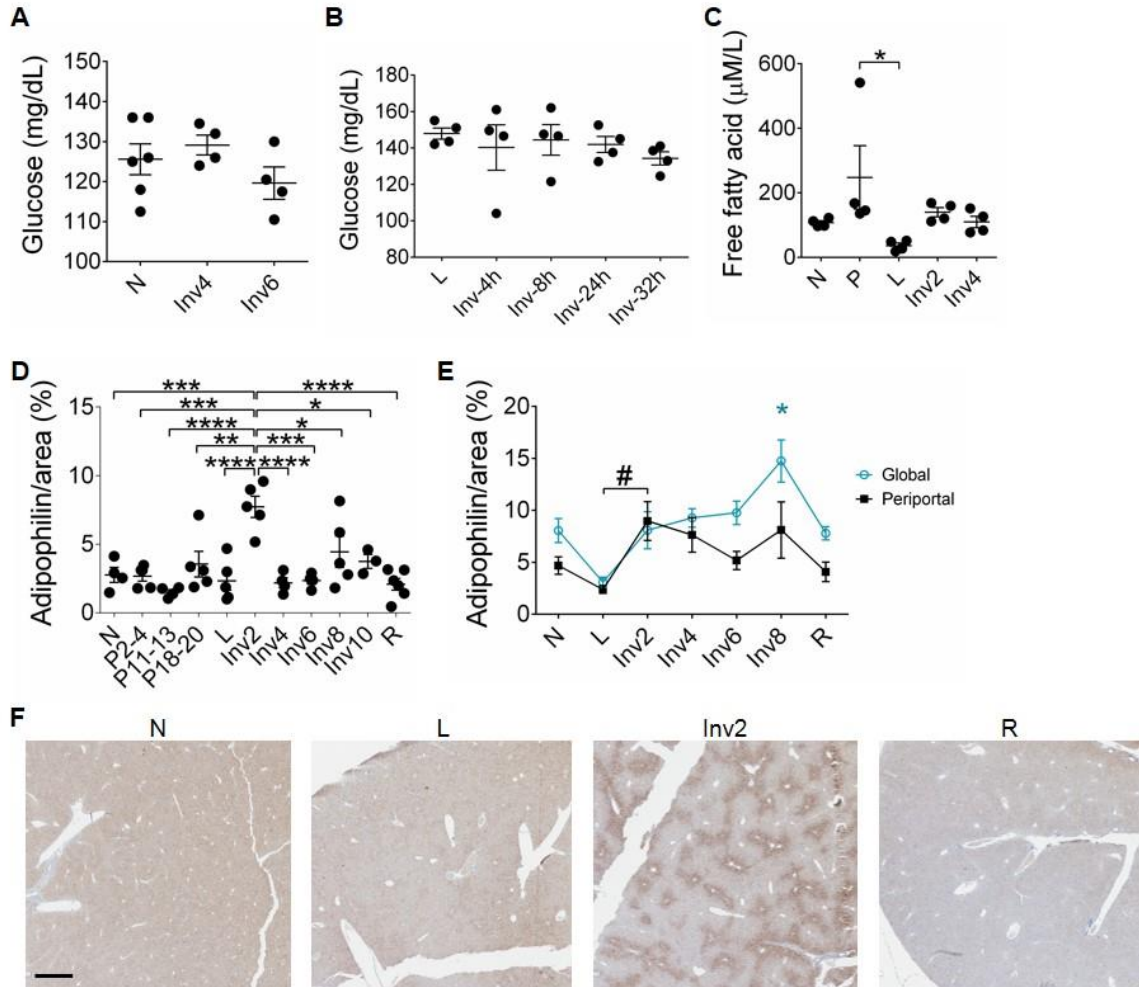 A
Glucose (mg/dL)
150
140
130
120
110
100
N
Inv4
Inv6
B
Glucose (mg/dL)
180
160
140
120
100
80
L
Inv-4h
Inv-8h
Inv-24h
Inv-32h
C
Free fatty acid (µM/L)
600
400
200
0
*
N
P
L
Inv2
Inv4
D
Adipophilin/area (%)
15
10
5
0
*** ****
*** *
**** *
** ***
**** ****
N
P2-4
P11-13
P18-20
L
Inv2
Inv4
Inv6
Inv8
Inv10
R
E
Adipophilin/area (%)
20
15
10
5
0
#
*
Global
Periportal
N
L
Inv2
Inv4
Inv6
Inv8
R
F
N
L
Inv2
R